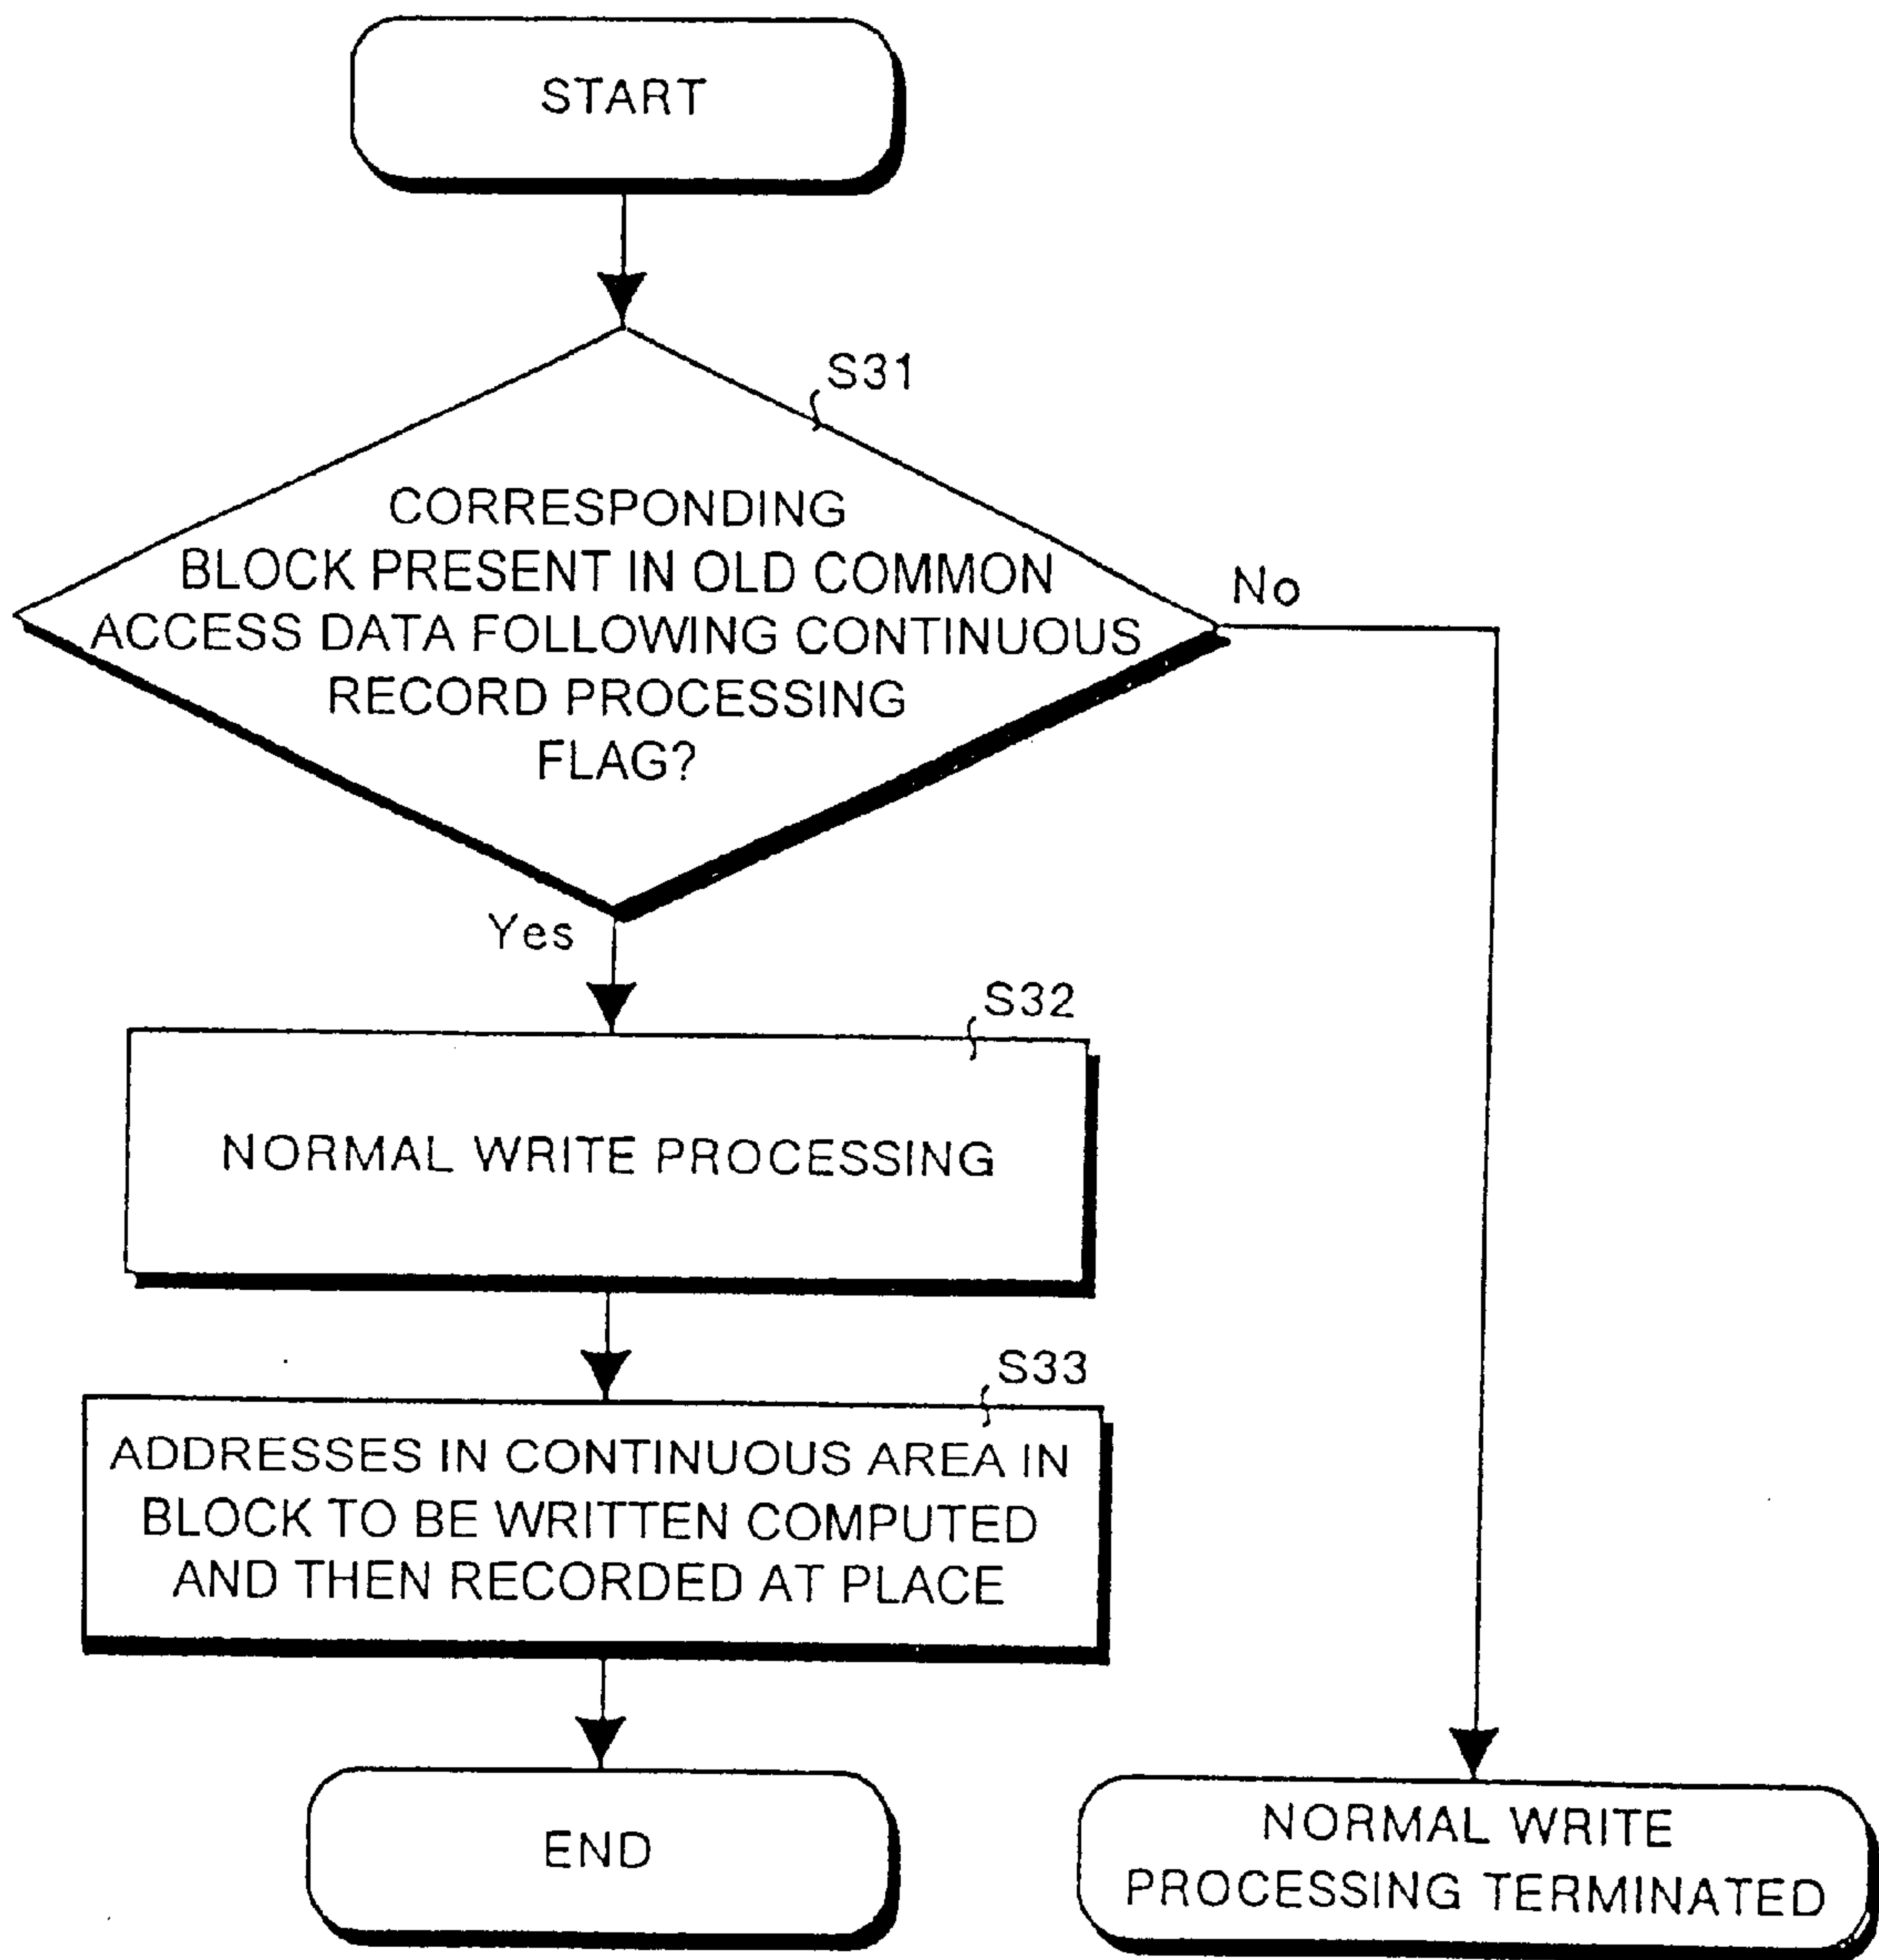 START
S31
CORRESPONDING
BLOCK PRESENT IN OLD COMMON
ACCESS DATA FOLLOWING CONTINUOUS
RECORD PROCESSING
FLAG?
No
Yes
S32
NORMAL WRITE PROCESSING
S33
ADDRESSES IN CONTINUOUS AREA IN
BLOCK TO BE WRITTEN COMPUTED
AND THEN RECORDED AT PLACE
END
NORMAL WRITE
PROCESSING TERMINATED